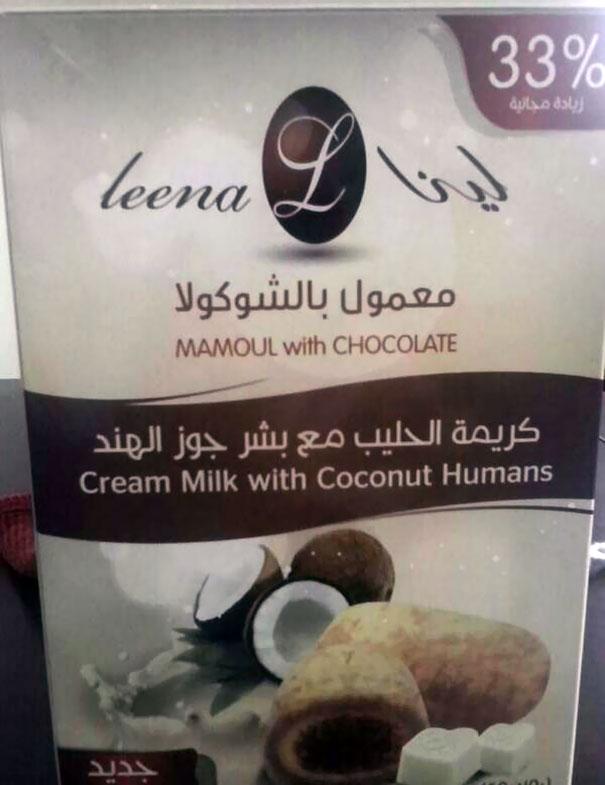 33%
زيادة مجانية
leena L لينا
معمول بالشوكولا
MAMOUL with CHOCOLATE
كريمة الحليب مع بشر جوز الهند
Cream Milk with Coconut Humans
جديد